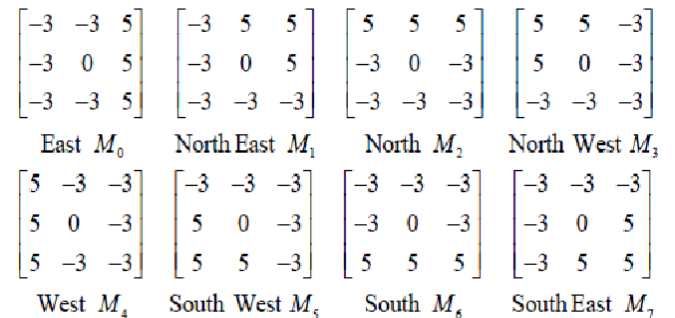 -3 -3 5 -3 5 5 5 5 5 5 5 -3
-3 0 5 -3 0 5 -3 0 -3 5 0 -3
-3 -3 5 -3 -3 -3 -3 -3 -3 -3 -3 -3
East M₀ North East M₁ North M₂ North West M₃
5 -3 -3 -3 -3 -3 -3 -3 -3 -3 -3 -3
5 0 -3 5 0 -3 -3 0 -3 -3 0 5
5 -3 -3 5 5 -3 5 5 5 -3 5 5
West M₄ South West M₅ South M₆ South East M₇